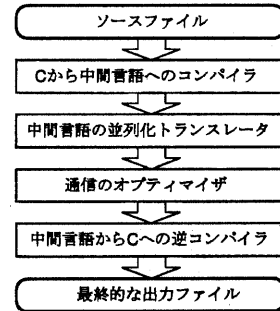 ソースファイル
Cから中間言語へのコンパイラ
中間言語の並列化トランスレータ
通信のオプティマイザ
中間言語からCへの逆コンパイラ
最終的な出力ファイル